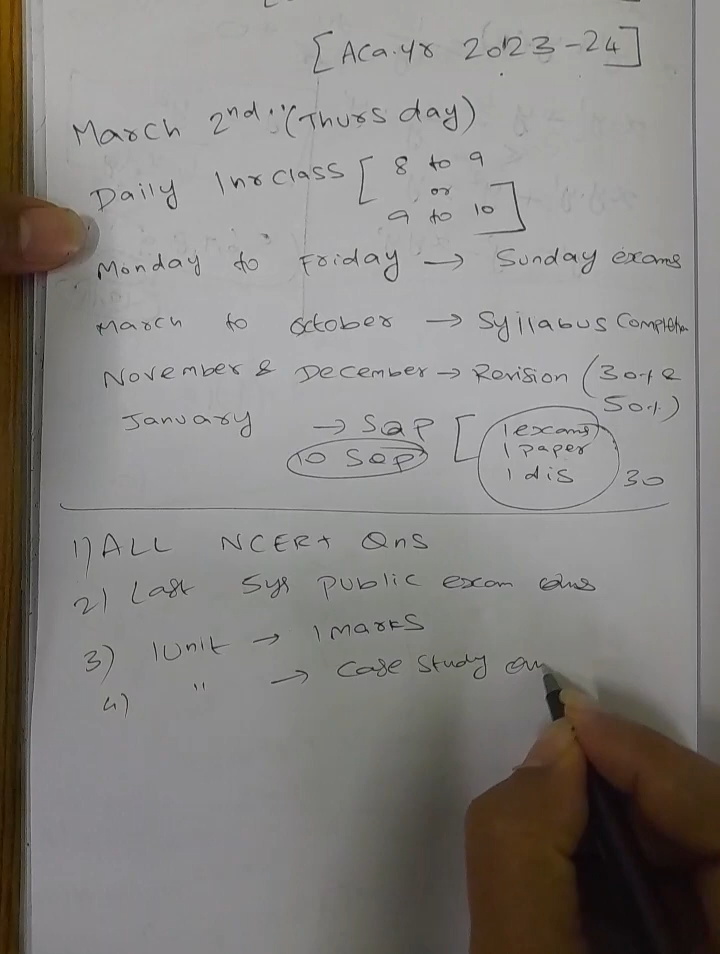 [Aca.yr 2023-24]
March 2nd (Thursday)
Daily 1hr class [ 8 to 9
or
9 to 10 ]
Monday to Friday → Sunday exams
March to October → Syllabus Completion
November & December → Revision (30% &
50%)
January → SQP [ 1 exams
1 paper
10 SQP
1 dis 30
1) ALL NCERT Qns
2) Last 5yr public exam Qns
3) 1 Unit → 1 Marks
4) " → Case Study Qn